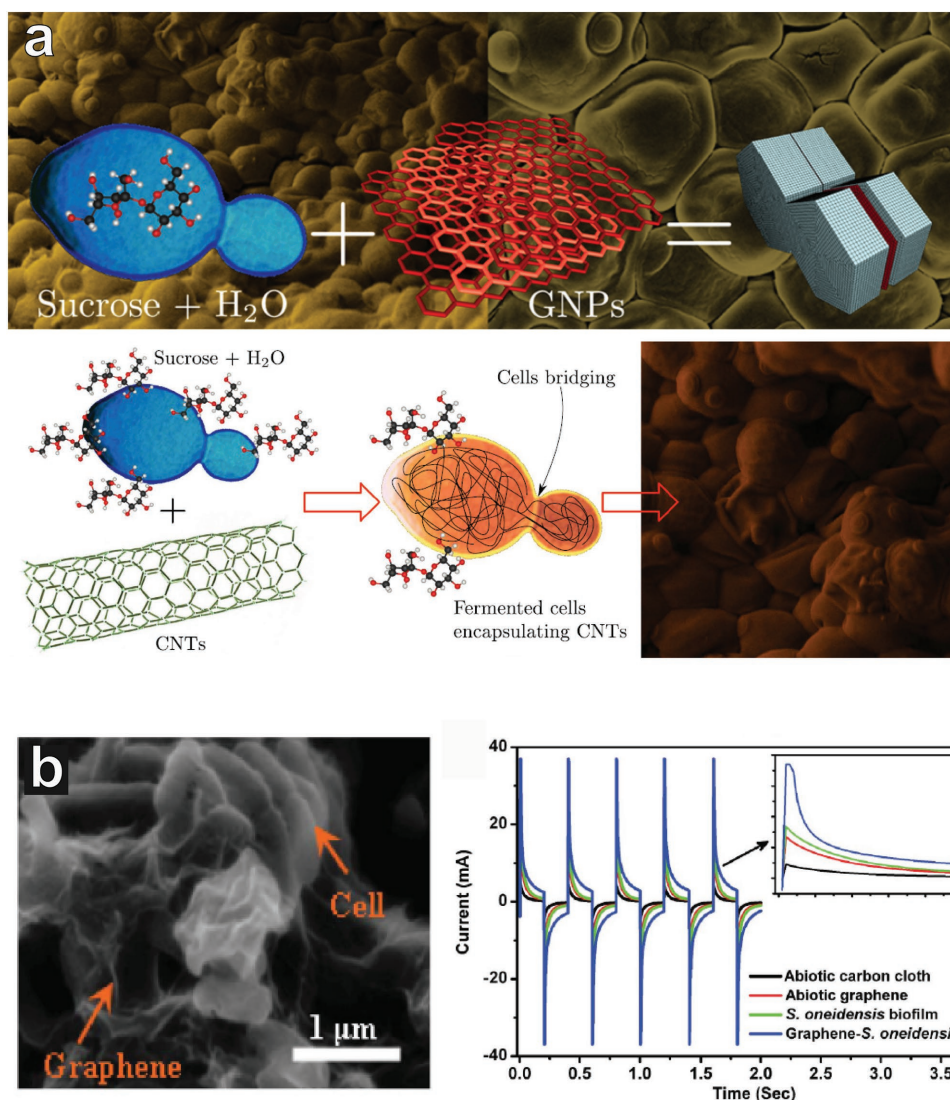 a
Sucrose + H₂O
GNPs
Sucrose + H₂O
Cells bridging
CNTs
Fermented cells
encapsulating CNTs
b
Cell
Graphene
1 μm
40
20
0
-20
-40
Current (mA)
Abiotic carbon cloth
Abiotic graphene
S. oneidensis biofilm
Graphene-S. oneidensi
0.0 0.5 1.0 1.5 2.0 2.5 3.0 3.5
Time (Sec)